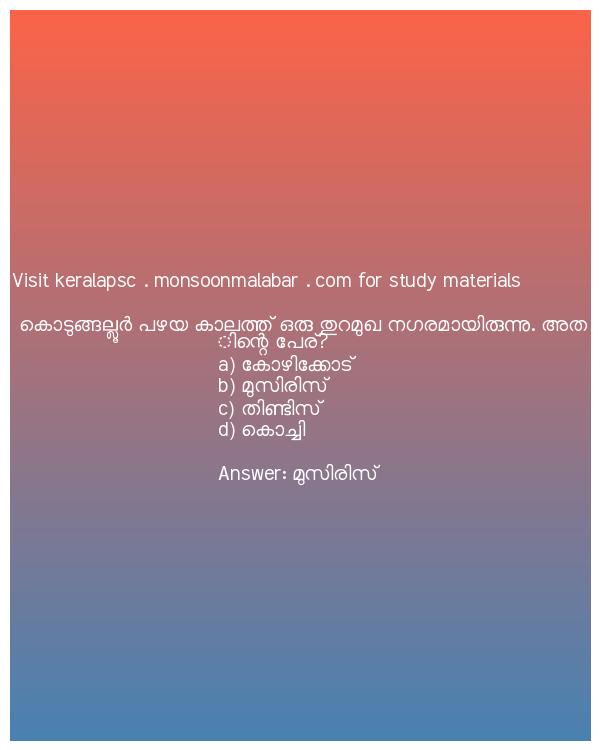 Visit keralapsc . monsoonmalabar . com for study materials
കൊടുങ്ങല്ലൂർ പഴയ കാലത്ത് ഒരു തുറമുഖ നഗരമായിരുന്നു. അത
ിന്റെ പേര്?
a) കോഴിക്കോട്
b) മുസിരിസ്
c) തിണ്ടിസ്
d) കൊച്ചി
Answer: മുസിരിസ്